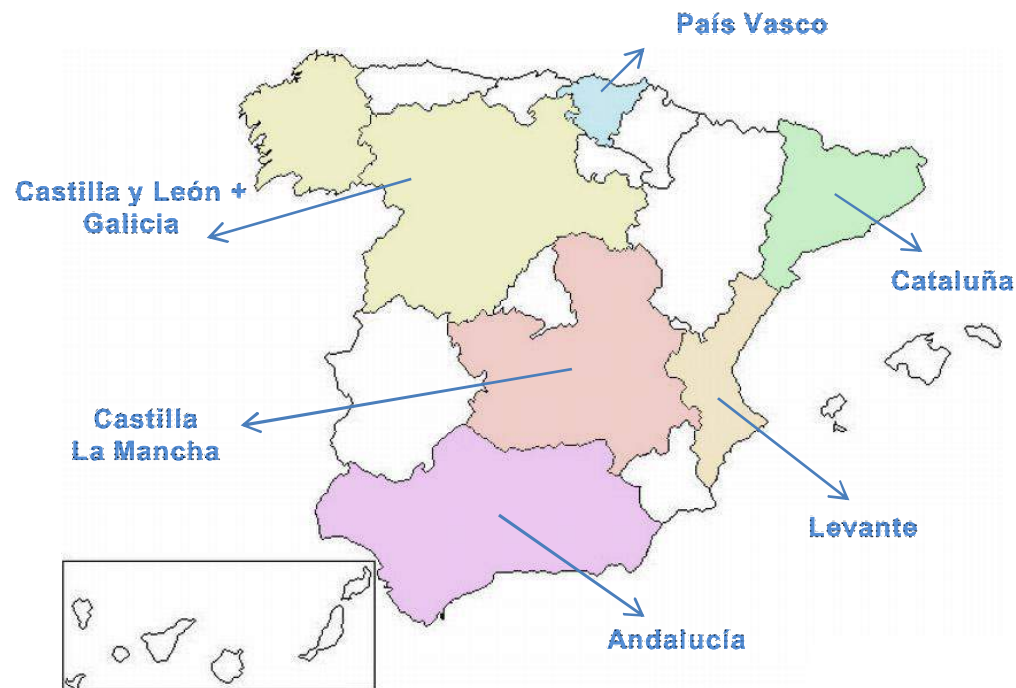 País Vasco
Castilla y León +
Galicia
Cataluña
Castilla
La Mancha
Levante
Andalucía